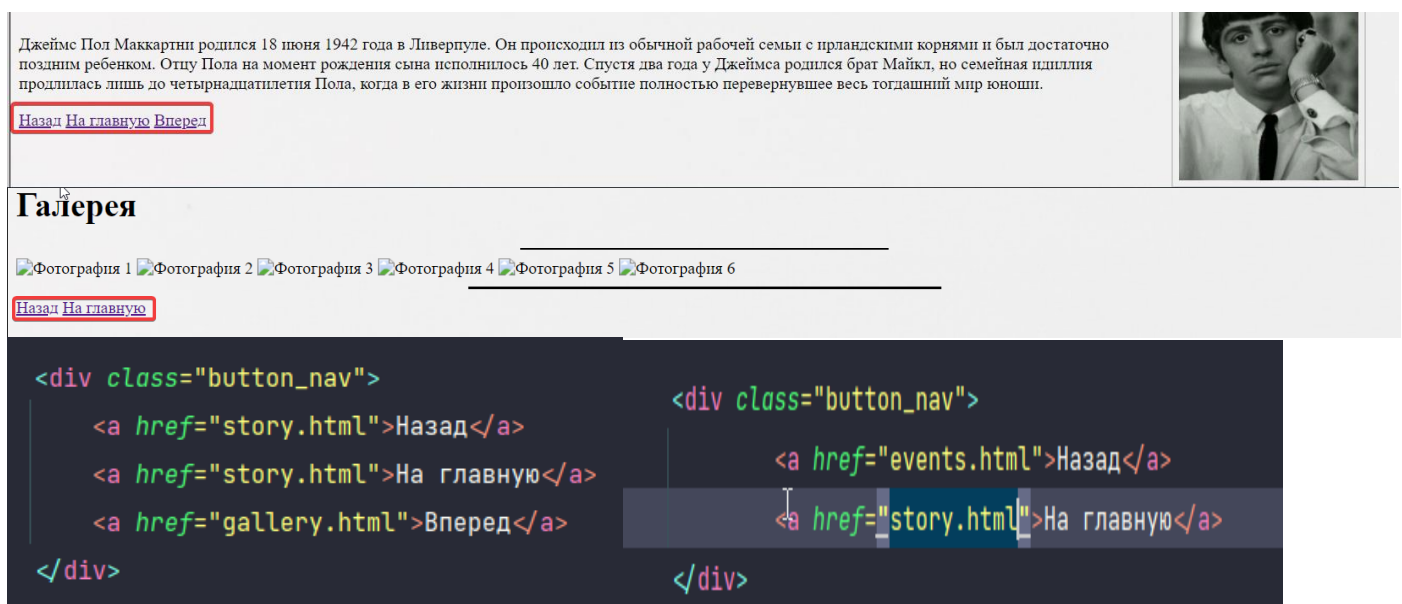 Джеймс Пол Маккартни родился 18 июня 1942 года в Ливерпуле. Он происходил из обычной рабочей семьи с ирландскими корнями и был достаточно
поздним ребенком. Отцу Пола на момент рождения сына исполнилось 40 лет. Спустя два года у Джеймса родился брат Майкл, но семейная идиллия
продлилась лишь до четырнадцатилетия Пола, когда в его жизни произошло событие полностью перевернувшее весь тогдашний мир юноши.
Назад На главную Вперед
Галерея
Фотография 1 Фотография 2 Фотография 3 Фотография 4 Фотография 5 Фотография 6
Назад На главную
<div class="button_nav">
<a href="story.html">Назад</a>
<a href="story.html">На главную</a>
<a href="gallery.html">Вперед</a>
</div>
<div class="button_nav">
<a href="events.html">Назад</a>
<a href="story.html">На главную</a>
</div>